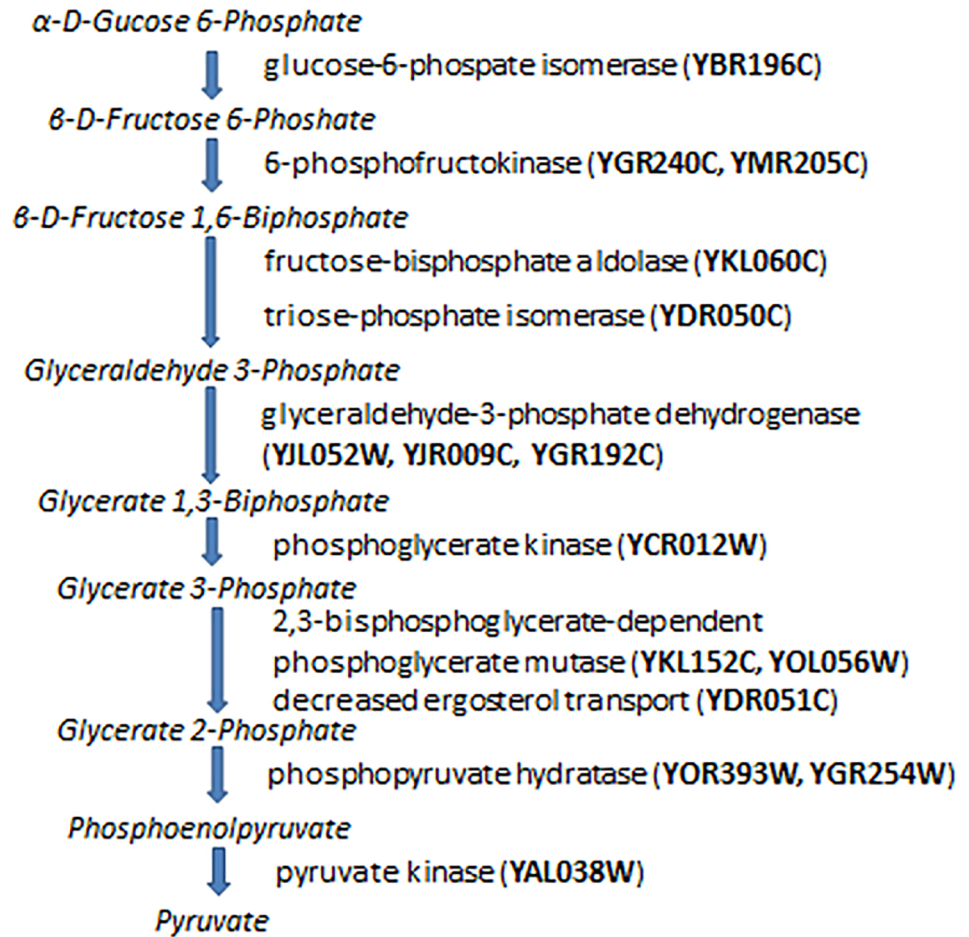 α-D-Gucose 6-Phosphate
glucose-6-phospate isomerase (YBR196C)
β-D-Fructose 6-Phoshate
6-phosphofructokinase (YGR240C, YMR205C)
β-D-Fructose 1,6-Biphosphate
fructose-bisphosphate aldolase (YKL060C)
triose-phosphate isomerase (YDR050C)
Glyceraldehyde 3-Phosphate
glyceraldehyde-3-phosphate dehydrogenase
(YJL052W, YJR009C, YGR192C)
Glycerate 1,3-Biphosphate
phosphoglycerate kinase (YCR012W)
Glycerate 3-Phosphate
2,3-bisphosphoglycerate-dependent
phosphoglycerate mutase (YKL152C, YOL056W)
decreased ergosterol transport (YDR051C)
Glycerate 2-Phosphate
phosphopyruvate hydratase (YOR393W, YGR254W)
Phosphoenolpyruvate
pyruvate kinase (YAL038W)
Pyruvate